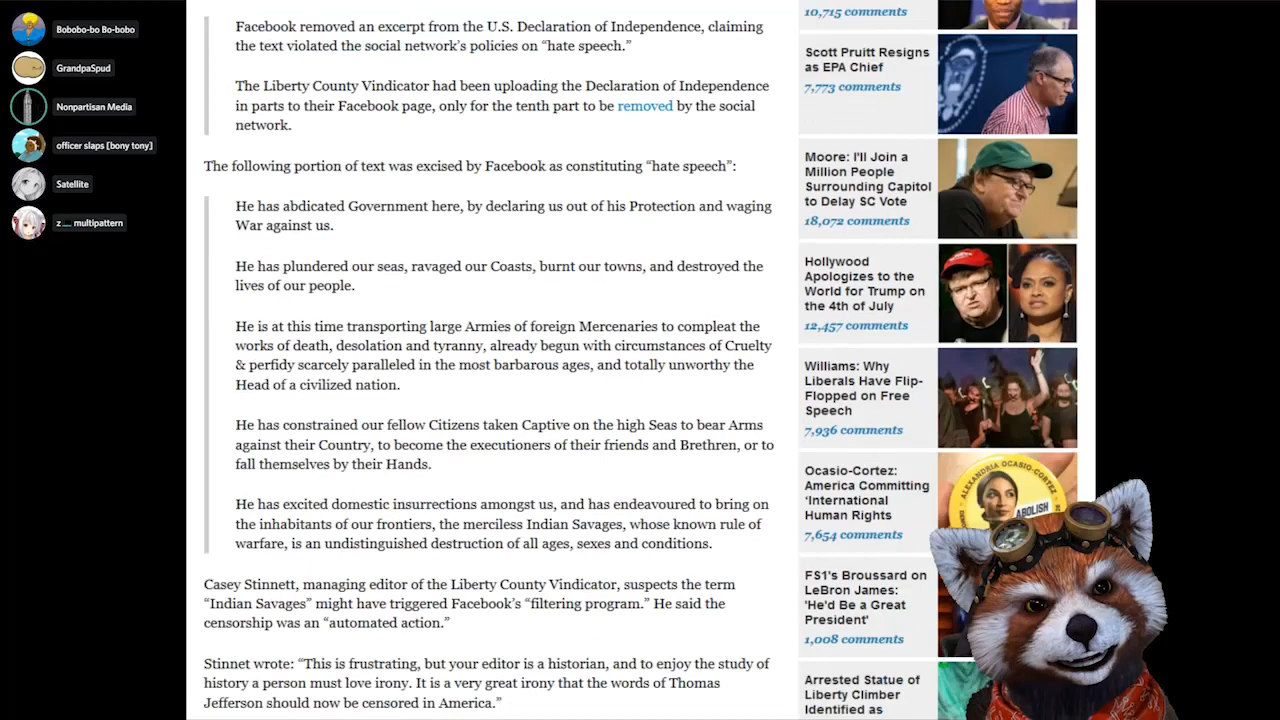 Bobobo-bo Bo-bobo
GrandpaSpud
Nonpartisan Media
officer slaps [bony tony]
Satellite
z __ multipattern
Facebook removed an excerpt from the U.S. Declaration of Independence, claiming
the text violated the social network's policies on “hate speech.”
The Liberty County Vindicator had been uploading the Declaration of Independence
in parts to their Facebook page, only for the tenth part to be removed by the social
network.
The following portion of text was excised by Facebook as constituting “hate speech”:
He has abdicated Government here, by declaring us out of his Protection and waging
War against us.
He has plundered our seas, ravaged our Coasts, burnt our towns, and destroyed the
lives of our people.
He is at this time transporting large Armies of foreign Mercenaries to compleat the
works of death, desolation and tyranny, already begun with circumstances of Cruelty
& perfidy scarcely paralleled in the most barbarous ages, and totally unworthy the
Head of a civilized nation.
He has constrained our fellow Citizens taken Captive on the high Seas to bear Arms
against their Country, to become the executioners of their friends and Brethren, or to
fall themselves by their Hands.
He has excited domestic insurrections amongst us, and has endeavoured to bring on
the inhabitants of our frontiers, the merciless Indian Savages, whose known rule of
warfare, is an undistinguished destruction of all ages, sexes and conditions.
Casey Stinnett, managing editor of the Liberty County Vindicator, suspects the term
“Indian Savages” might have triggered Facebook's “filtering program.” He said the
censorship was an “automated action.”
Stinnet wrote: “This is frustrating, but your editor is a historian, and to enjoy the study of
history a person must love irony. It is a very great irony that the words of Thomas
Jefferson should now be censored in America.”
10,715 comments
Scott Pruitt Resigns
as EPA Chief
7,773 comments
Moore: I'll Join a
Million People
Surrounding Capitol
to Delay SC Vote
18,072 comments
Hollywood
Apologizes to the
World for Trump on
the 4th of July
12,457 comments
Williams: Why
Liberals Have Flip-
Flopped on Free
Speech
7,936 comments
Ocasio-Cortez:
America Committing
‘International
Human Rights
7,654 comments
ALEXANDRIA OCASIO-CORTEZ
ABOLISH
FS1's Broussard on
LeBron James:
'He'd Be a Great
President'
1,008 comments
Arrested Statue of
Liberty Climber
Identified as